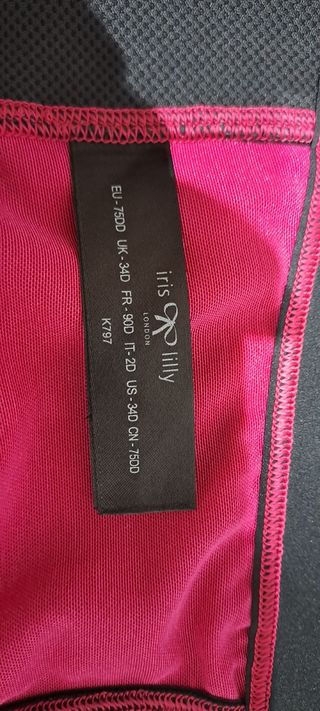 iris lilly
LONDON
EU - 75DD UK - 34D FR - 90D IT - 2D US - 34D CN - 75DD
K797